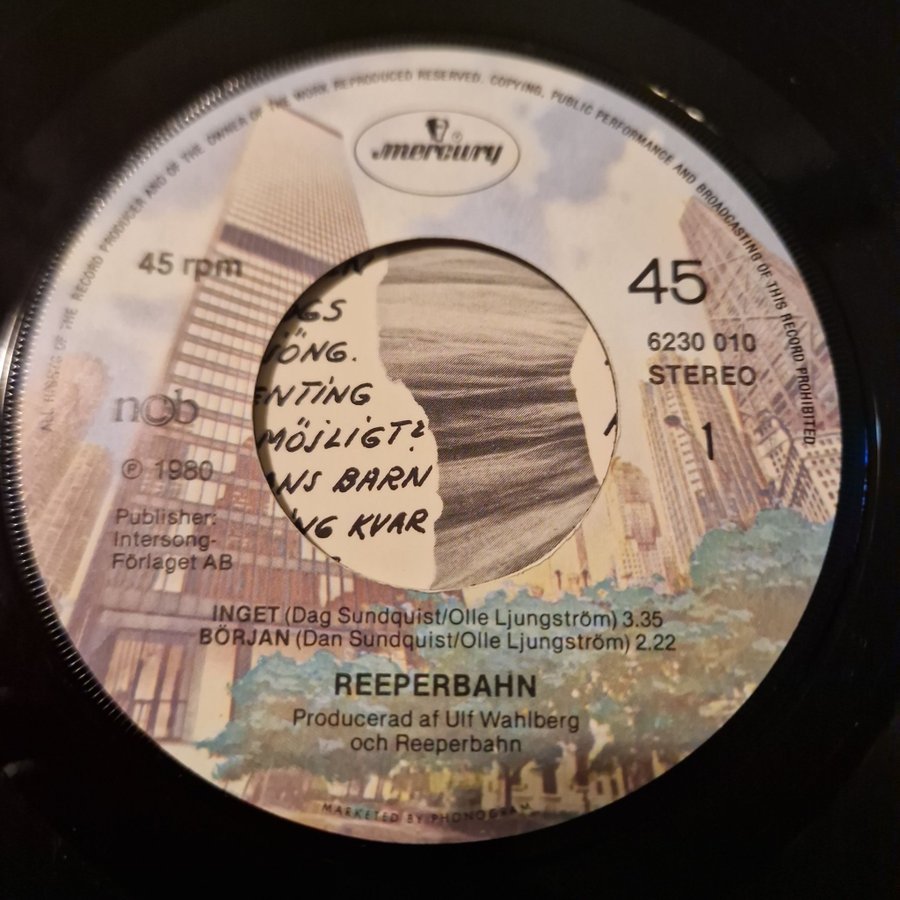 ALL RIGHTS OF THE RECORD PRODUCER AND OF THE OWNER OF THE WORK REPRODUCED RESERVED. COPYING, PUBLIC PERFORMANCE AND BROADCASTING OF THIS RECORD PROHIBITED
mercury
45 rpm
45
6230 010
STEREO
1
ncb
℗ 1980
Publisher:
Intersong-
Förlaget AB
GS
ÖNG.
ENTING
MÖJLIGT?
NS BARN
NG KVAR
INGET (Dag Sundquist/Olle Ljungström) 3.35
BÖRJAN (Dan Sundquist/Olle Ljungström) 2.22
REEPERBAHN
Producerad af Ulf Wahlberg
och Reeperbahn
MARKETED BY PHONOGRAM